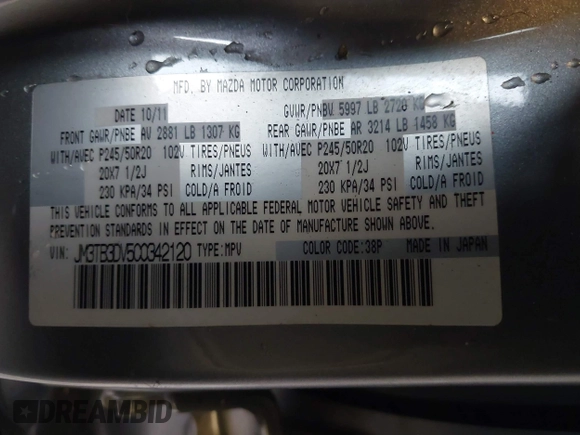 MFD. BY MAZDA MOTOR CORPORATION
DATE 10/11 GVWR/PNBV 5997 LB 2720 KG
FRONT GAWR/PNBE AV 2881 LB 1307 KG REAR GAWR/PNBE AR 3214 LB 1458 KG
WITH/AVEC P245/50R20 102V TIRES/PNEUS WITH/AVEC P245/50R20 102V TIRES/PNEUS
20X7 1/2J RIMS/JANTES 20X7 1/2J RIMS/JANTES
230 KPA/34 PSI COLD/A FROID 230 KPA/34 PSI COLD/A FROID
THIS VEHICLE CONFORMS TO ALL APPLICABLE FEDERAL MOTOR VEHICLE SAFETY AND THEFT
PREVENTION STANDARDS IN EFFECT ON THE DATE OF MANUFACTURE SHOWN ABOVE.
VIN: JM3TB3DV5C0342120 TYPE:MPV COLOR CODE:38P MADE IN JAPAN
DREAMBID